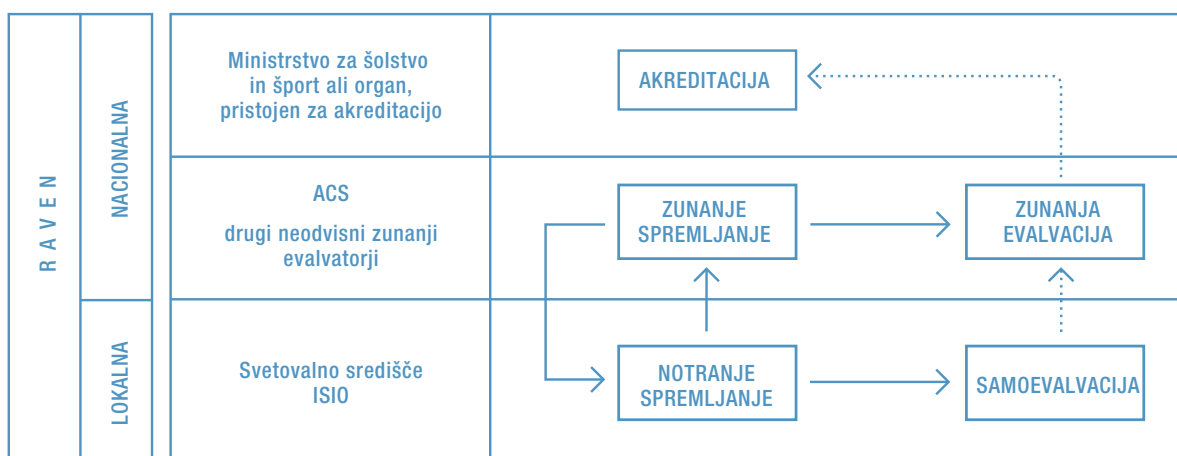 RAVEN
NACIONALNA
LOKALNA
Ministrstvo za šolstvo
in šport ali organ,
pristojen za akreditacijo
AKREDITACIJA
ACS
drugi neodvisni zunanji
evalvatorji
ZUNANJE
SPREMLJANJE
ZUNANJA
EVALVACIJA
Svetovalno središče
ISIO
NOTRANJE
SPREMLJANJE
SAMOEVALVACIJA